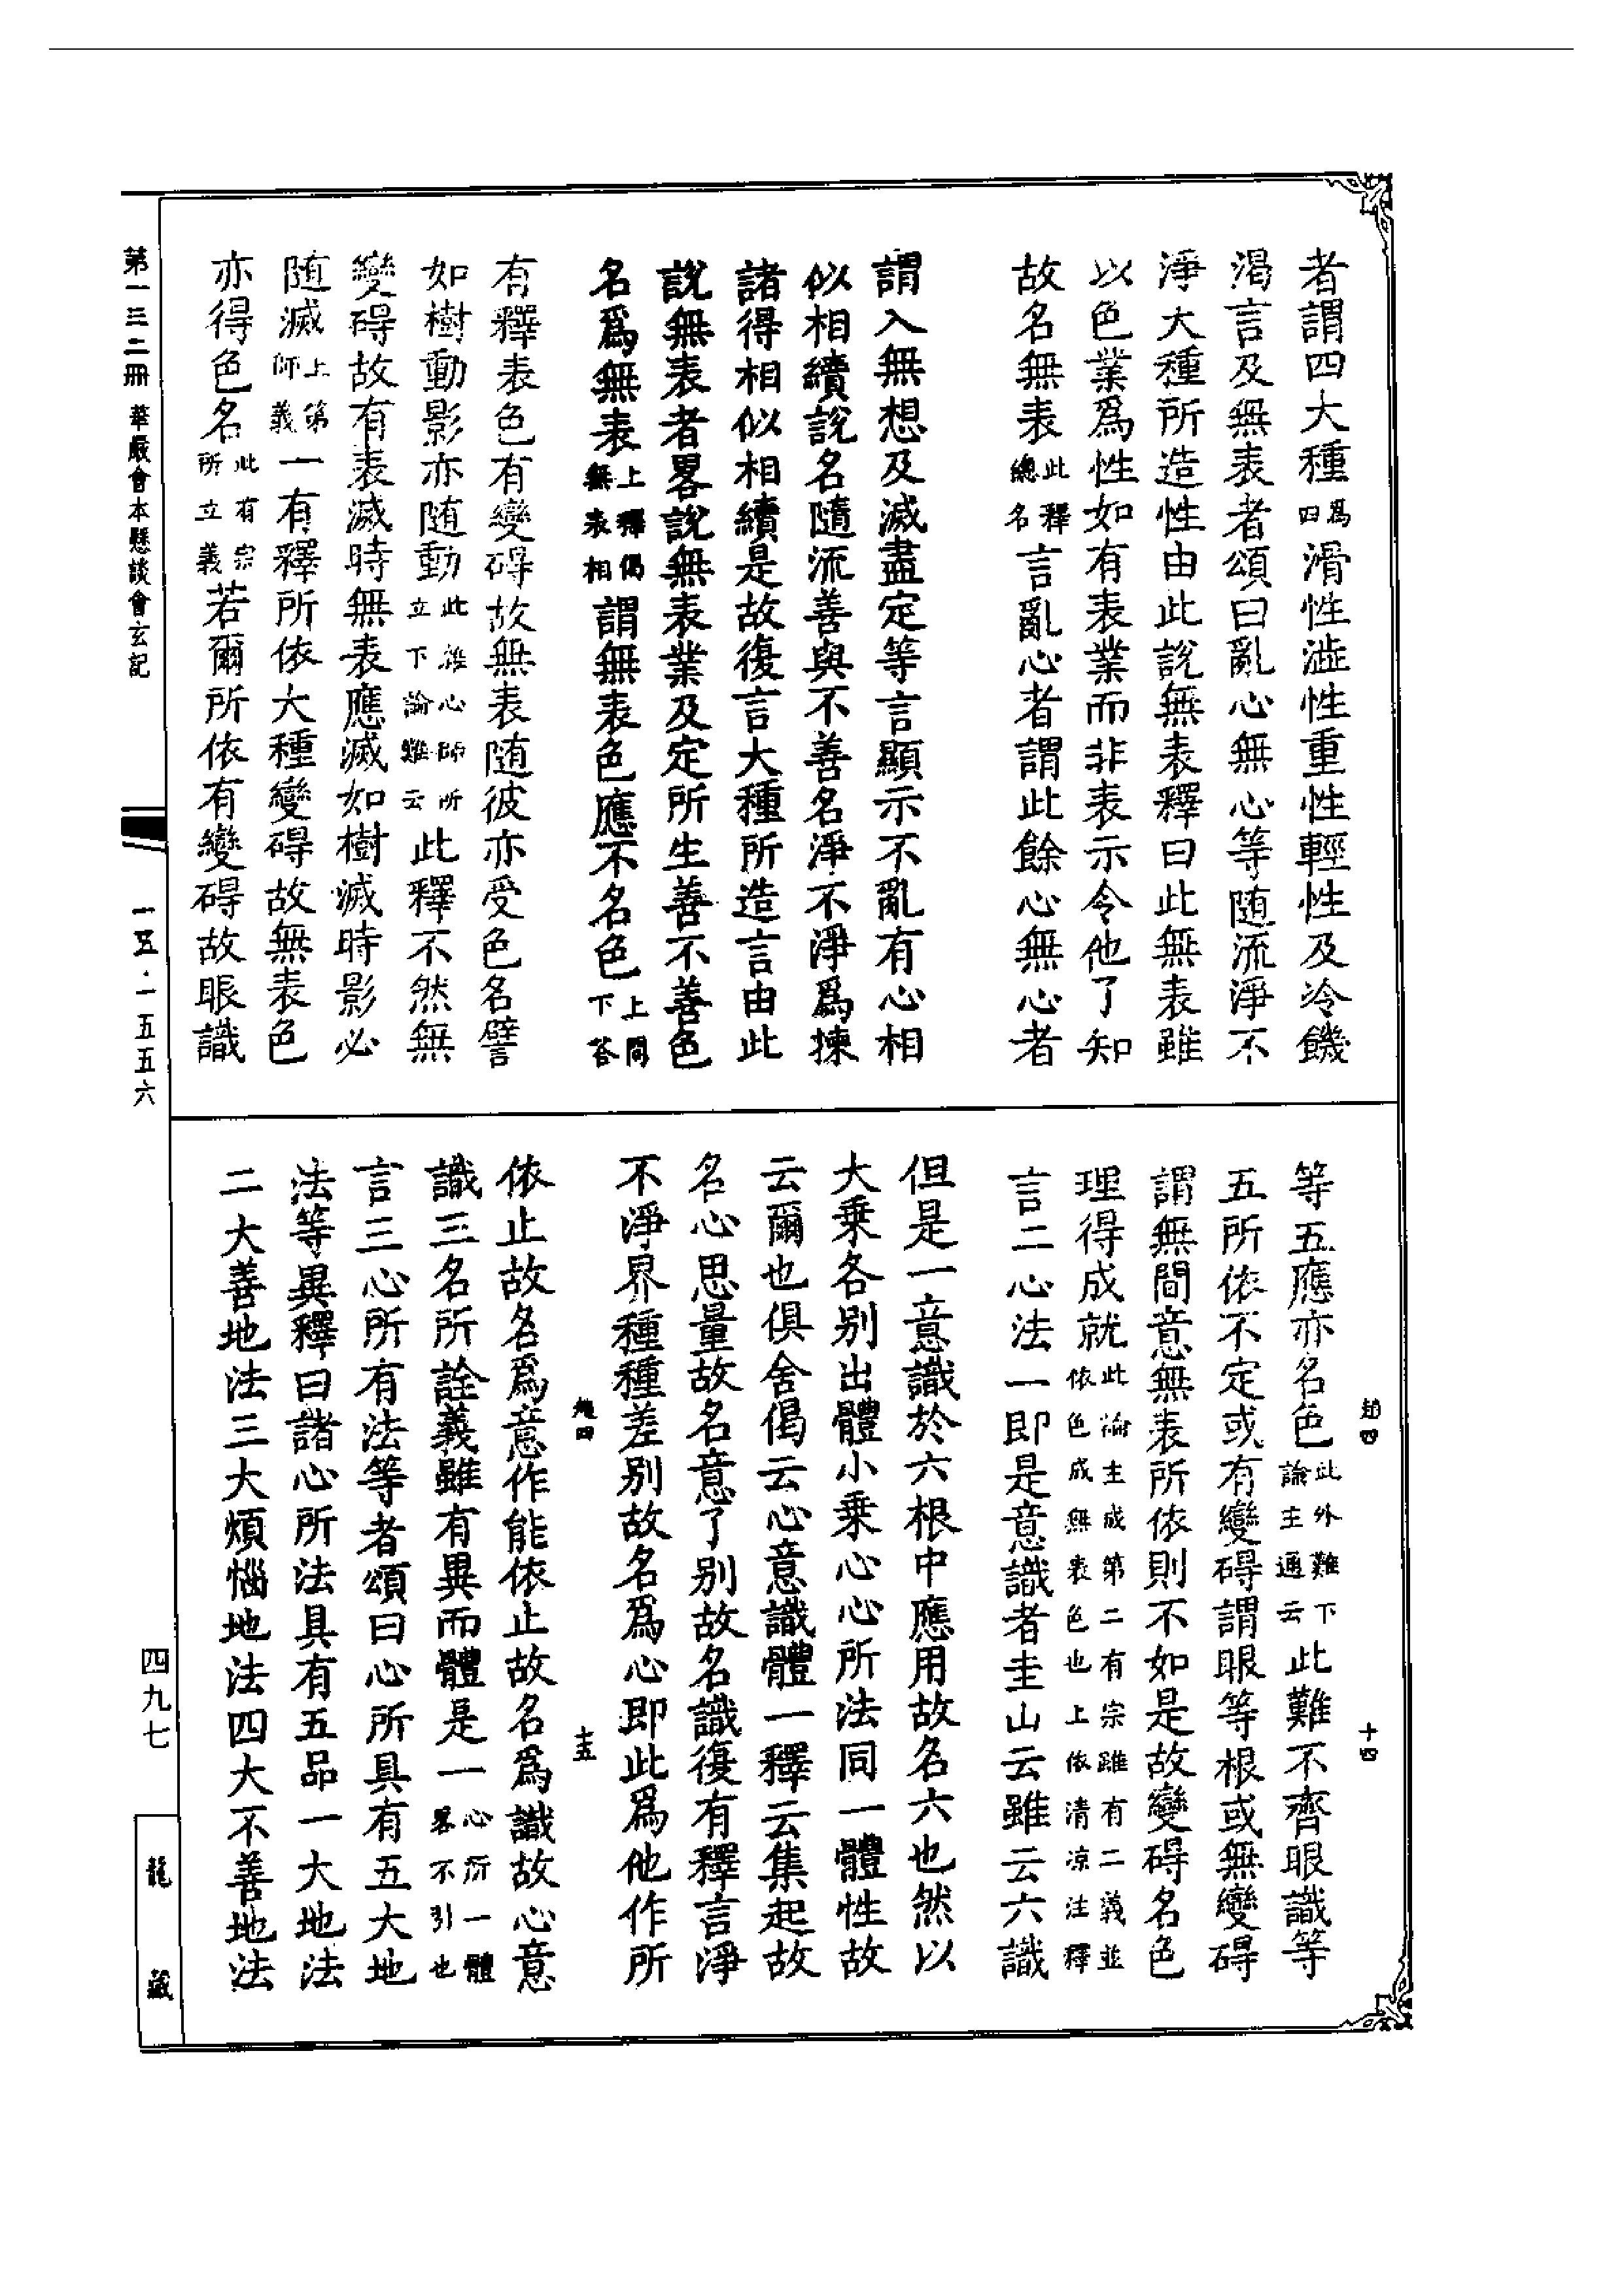 者謂四大種爲四滑性澁性重性輕性及冷饑
渴言及無表者頌曰亂心無心等随流淨不
淨大種所造性由此說無表釋曰此無表雖
以色業爲性如有表業而非表示令他了知
故名無表此釋總名言亂心者謂此餘心無心者
謂入無想及滅盡定等言顯示不亂有心相
似相續說名隨流善與不善名淨不淨爲揀
諸得相似相續是故復言大種所造言由此
說無表者畧說無表業及定所生善不善色
名爲無表上釋偈無表相謂無表色應不名色上問下荅
有釋表色有變碍故無表随彼亦受色名譬
如樹動影亦随動此雜心師所立下論難云此釋不然無
變碍故有表滅時無表應滅如樹滅時影必
随滅上第一師義有釋所依大種變碍故無表色
亦得色名此有宗所立義若爾所依有變碍故眼識
第一三二冊 華嚴會本懸談會玄記
一五·一五五六
趙四
十四
等五應亦名色此外難下論主通云此難不齊眼識等
五所依不定或有變碍謂眼等根或無變碍
謂無間意無表所依則不如是故變碍名色
理得成就此論主成第二有宗雖有二義並依色成無表色也上依清凉注釋
言二心法一即是意識者圭山云雖云六識
但是一意識於六根中應用故名六也然以
大乗各别出體小乗心心所法同一體性故
云爾也俱舍偈云心意識體一釋云集起故
名心思量故名意了别故名識復有釋言淨
不淨界種種差别故名爲心即此爲他作所
趙四
十五
依止故名爲意作能依止故名爲識故心意
識三名所詮義雖有異而體是一心所一體畧不引也
言三心所有法等者頌曰心所具有五大地
法等異釋曰諸心所法具有五品一大地法
二大善地法三大煩惱地法四大不善地法
四九七
龍藏